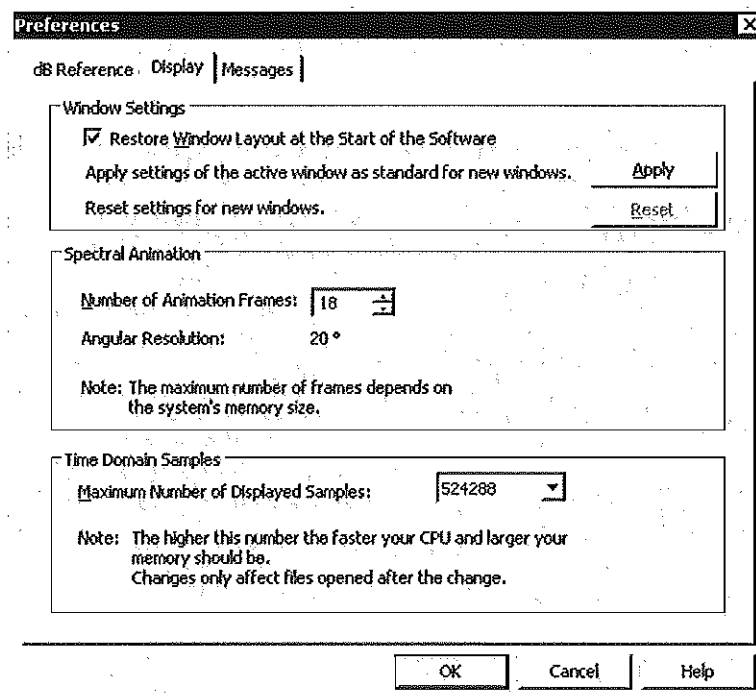 Preferences
dB Reference Display Messages
Window Settings
Restore Window Layout at the Start of the Software
Apply settings of the active window as standard for new windows. Apply
Reset settings for new windows. Reset
Spectral Animation
Number of Animation Frames: 18
Angular Resolution: 20 °
Note: The maximum number of frames depends on
the system's memory size.
Time Domain Samples
Maximum Number of Displayed Samples: 524288
Note: The higher this number the faster your CPU and larger your
memory should be.
Changes only affect files opened after the change.
OK Cancel Help